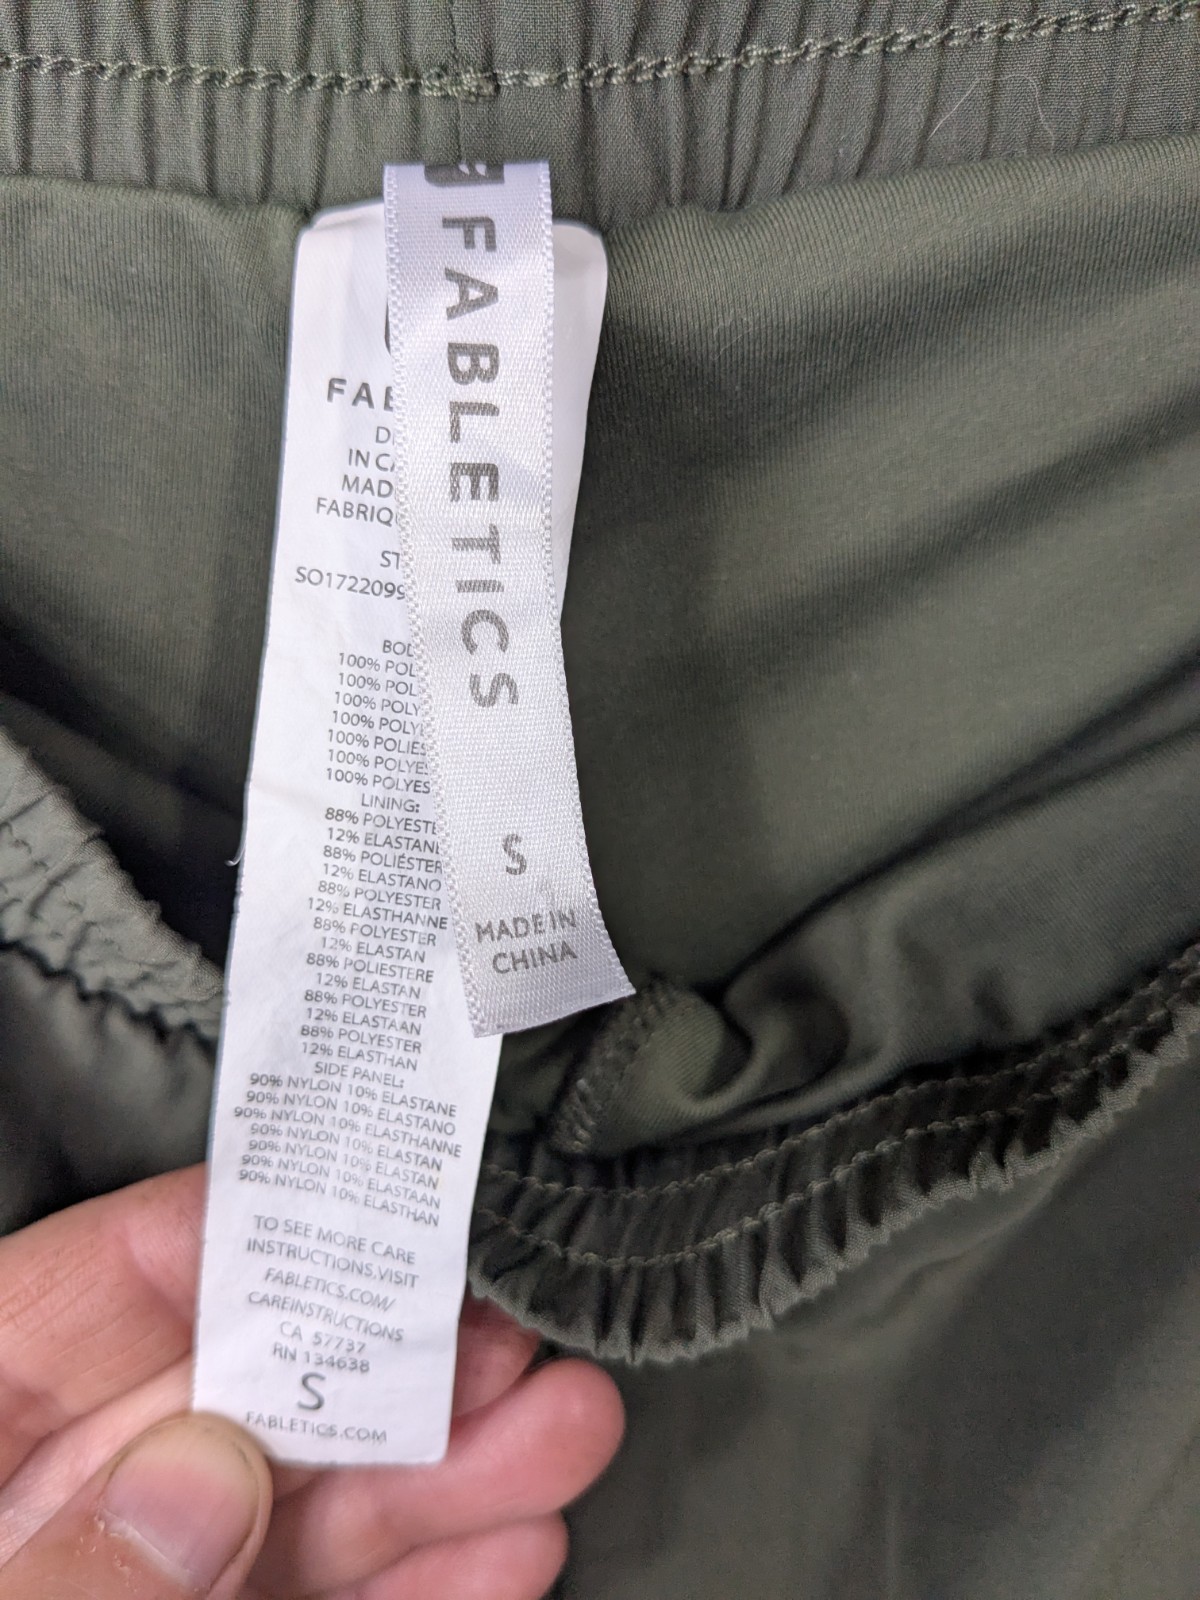 FABLETICS
S
MADE IN
CHINA
FAB
D
IN CA
MAD
FABRIQ
ST
SO1722099
BOD
100% POL
100% POL
100% POLY
100% POLY
100% POLIES
100% POLYE
100% POLYES
LINING:
88% POLYESTE
12% ELASTANE
88% POLIÉSTER
12% ELASTANO
88% POLYESTER
12% ELASTHANNE
88% POLYESTER
12% ELASTAN
88% POLIESTERE
12% ELASTAN
88% POLYESTER
12% ELASTAAN
88% POLYESTER
12% ELASTHAN
SIDE PANEL:
90% NYLON 10% ELASTANE
90% NYLON 10% ELASTANO
90% NYLON 10% ELASTHANNE
90% NYLON 10% ELASTAN
90% NYLON 10% ELASTAN
90% NYLON 10% ELASTAAN
90% NYLON 10% ELASTHAN
TO SEE MORE CARE
INSTRUCTIONS,VISIT
FABLETICS.COM/
CAREINSTRUCTIONS
CA 57737
RN 134638
S
FABLETICS.COM